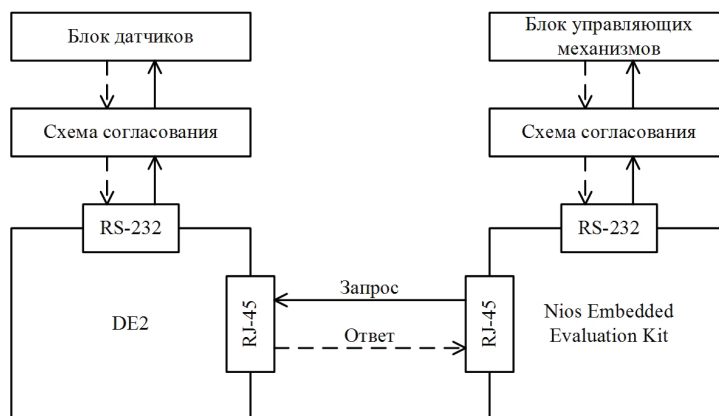 Блок датчиков
Блок управляющих
механизмов
Схема согласования
Схема согласования
RS-232
RS-232
Запрос
DE2
RJ-45
RJ-45
Nios Embedded
Evaluation Kit
Ответ